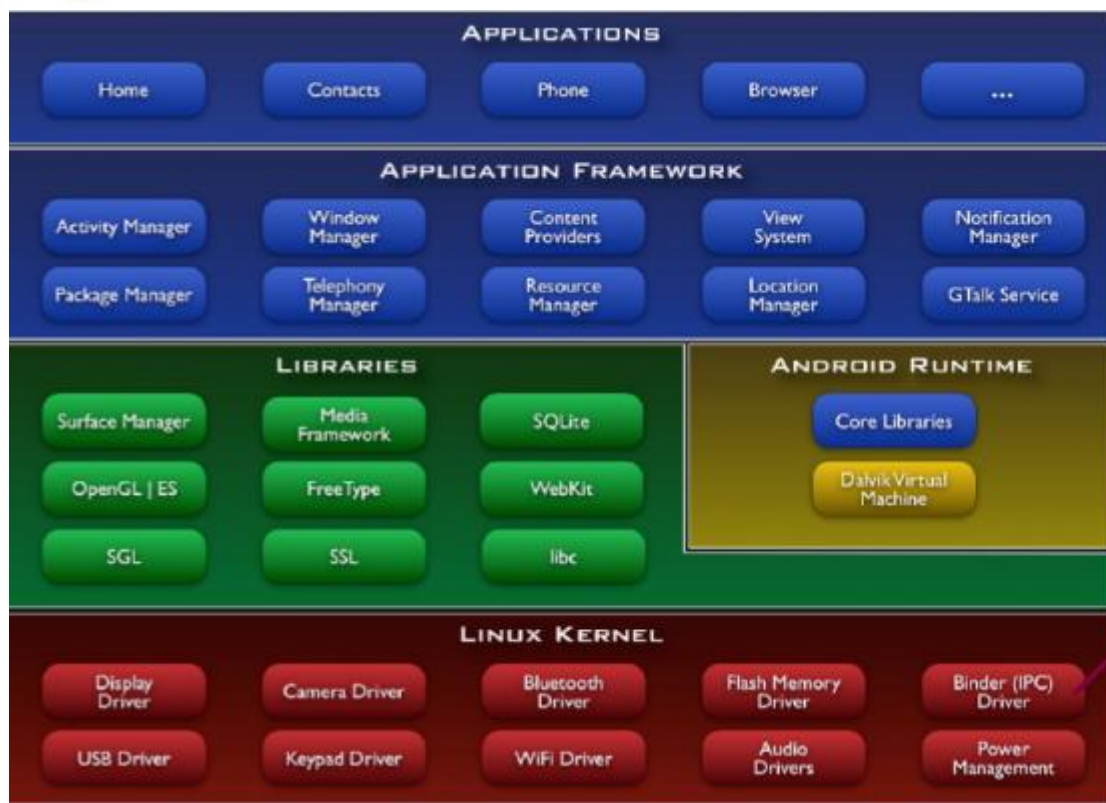 APPLICATIONS
Home
Contacts
Phone
Browser
...
APPLICATION FRAMEWORK
Activity Manager
Window
Manager
Content
Providers
View
System
Notification
Manager
Package Manager
Telephony
Manager
Resource
Manager
Location
Manager
GTalk Service
LIBRARIES
Surface Manager
Media
Framework
SQLite
OpenGL | ES
FreeType
WebKit
SGL
SSL
libc
ANDROID RUNTIME
Core Libraries
Dalvik Virtual
Machine
LINUX KERNEL
Display
Driver
Camera Driver
Bluetooth
Driver
Flash Memory
Driver
Binder (IPC)
Driver
USB Driver
Keypad Driver
WiFi Driver
Audio
Drivers
Power
Management